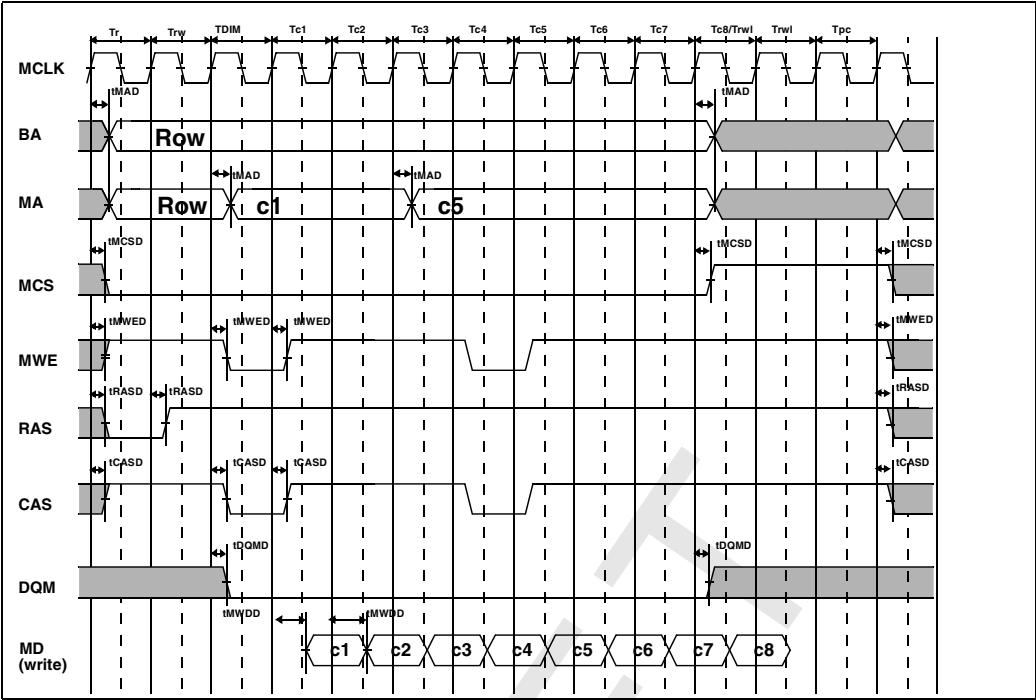 Tr Trw TDIM Tc1 Tc2 Tc3 Tc4 Tc5 Tc6 Tc7 Tc8/Trwl Trwl Tpc
MCLK
tMAD tMAD
BA Row
tMAD tMAD
MA Row c1 c5
tMCSD tMCSD tMCSD
MCS
tMWED tMWED tMWED tMWED
MWE
tRASD tRASD tRASD
RAS
tCASD tCASD tCASD tCASD
CAS
tDQMD tDQMD
DQM
tMWDD tMWDD
MD c1 c2 c3 c4 c5 c6 c7 c8
(write)